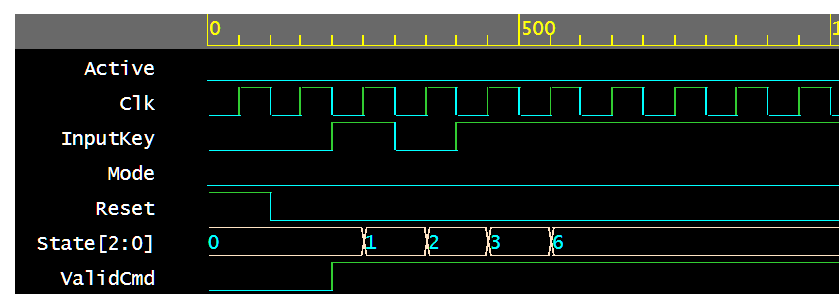 0 500 1
Active
Clk
InputKey
Mode
Reset
State[2:0] 0 1 2 3 6
ValidCmd